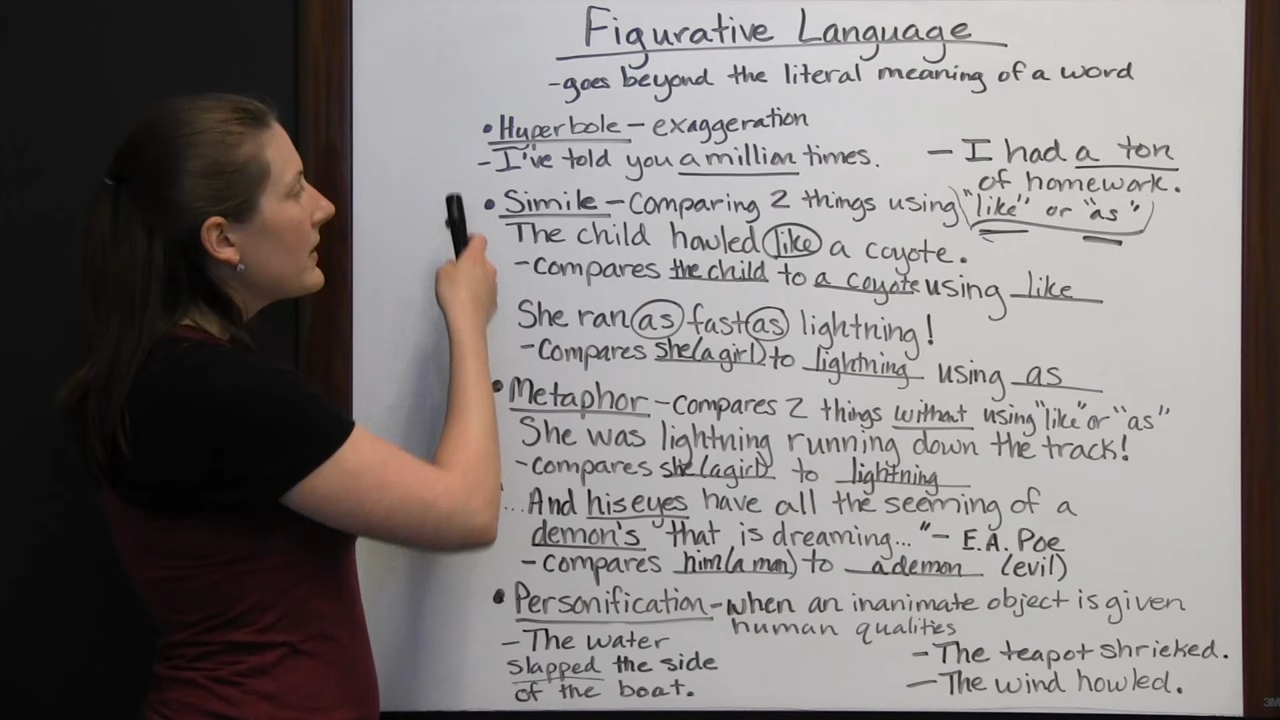 Figurative Language
-goes beyond the literal meaning of a word
• Hyperbole - exaggeration
- I've told you a million times.
- I had a ton
of homework.
• Simile - Comparing 2 things using ("like" or "as")
The child howled like a coyote.
- compares the child to a coyote using like
She ran as fast as lightning!
- Compares she (a girl) to lightning using as
• Metaphor - compares 2 things without using "like" or "as"
She was lightning running down the track!
- compares she (a girl) to lightning
...And his eyes have all the seeming of a
demon's that is dreaming..." - E.A. Poe
- compares him (a man) to a demon (evil)
• Personification - when an inanimate object is given
human qualities
- The water
slapped the side
of the boat.
- The teapot shrieked.
- The wind howled.
3M